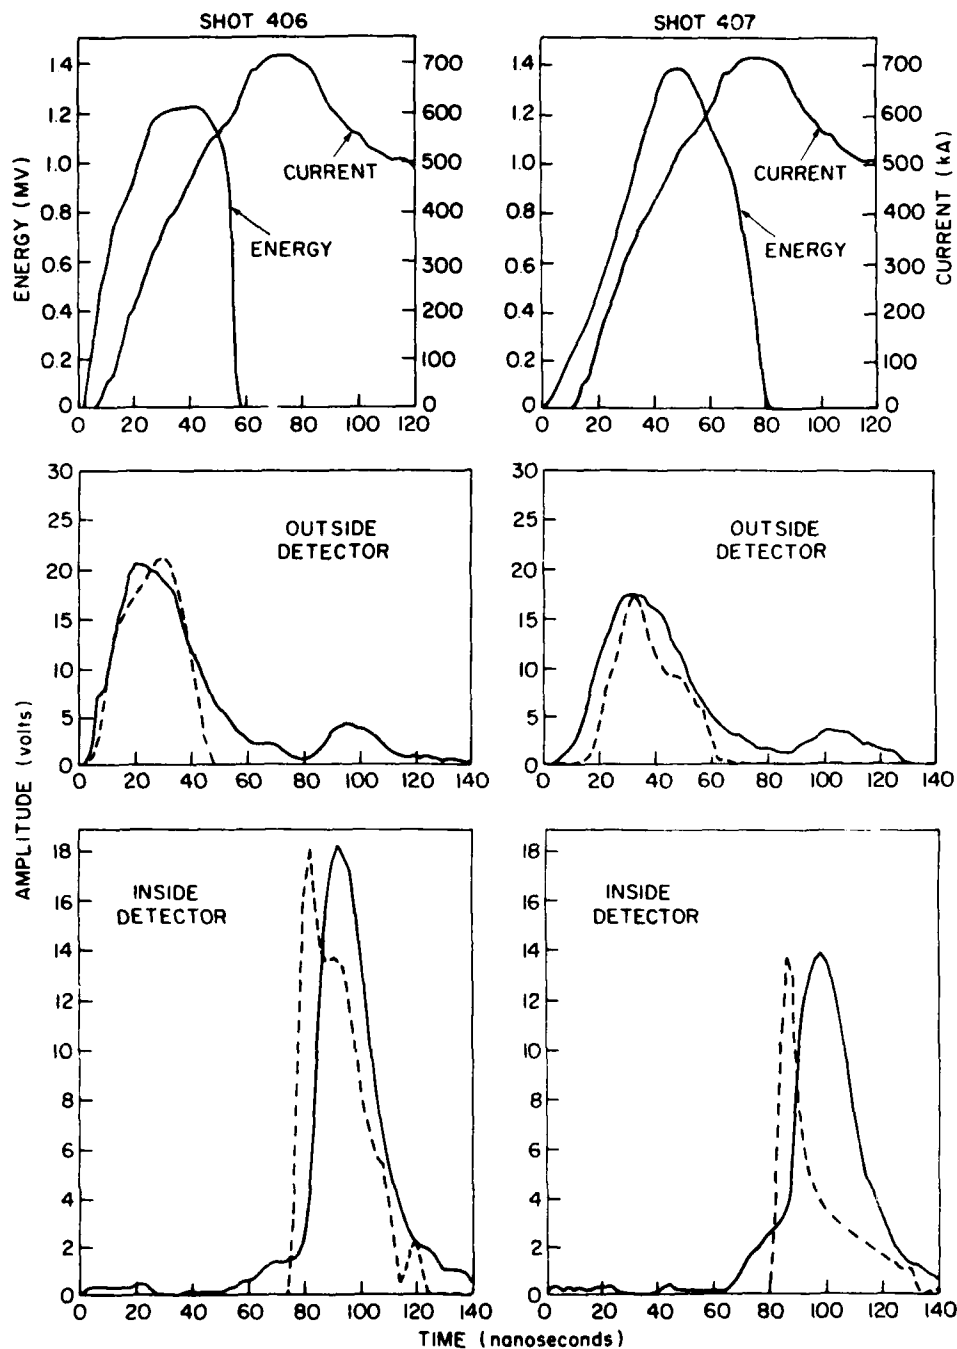 SHOT 406
SHOT 407
1.4
1.2
1.0
0.8
0.6
0.4
0.2
0
ENERGY (MV)
700
600
500
400
300
200
100
0
CURRENT
ENERGY
0 20 40 60 80 100 120
1.4
1.2
1.0
0.8
0.6
0.4
0.2
0
700
600
500
400
300
200
100
0
CURRENT (kA)
CURRENT
ENERGY
0 20 40 60 80 100 120
30
25
20
15
10
5
0
OUTSIDE
DETECTOR
0 20 40 60 80 100 120 140
30
25
20
15
10
5
0
OUTSIDE
DETECTOR
0 20 40 60 80 100 120 140
AMPLITUDE (volts)
18
16
14
12
10
8
6
4
2
0
INSIDE
DETECTOR
0 20 40 60 80 100 120 140
18
16
14
12
10
8
6
4
2
0
INSIDE
DETECTOR
0 20 40 60 80 100 120 140
TIME (nanoseconds)